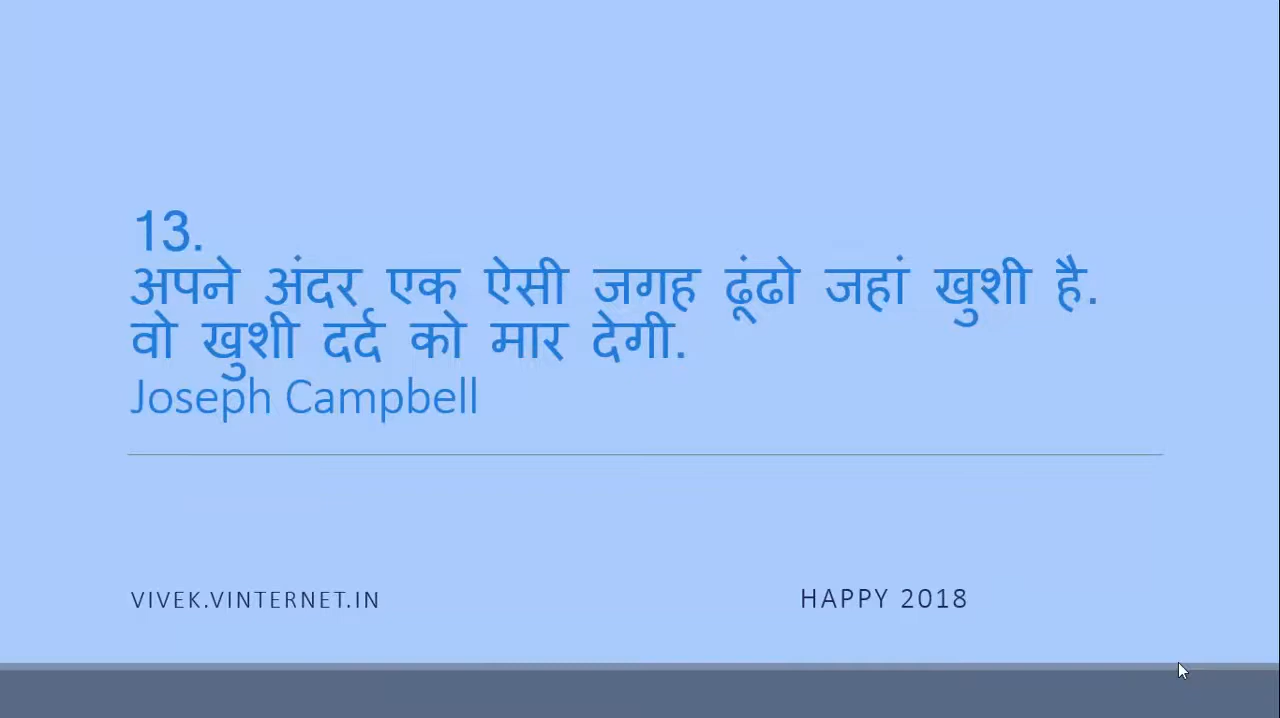 13.
अपने अंदर एक ऐसी जगह ढूंढो जहां खुशी है.
वो खुशी दर्द को मार देगी.
Joseph Campbell
VIVEK.VINTERNET.IN HAPPY 2018